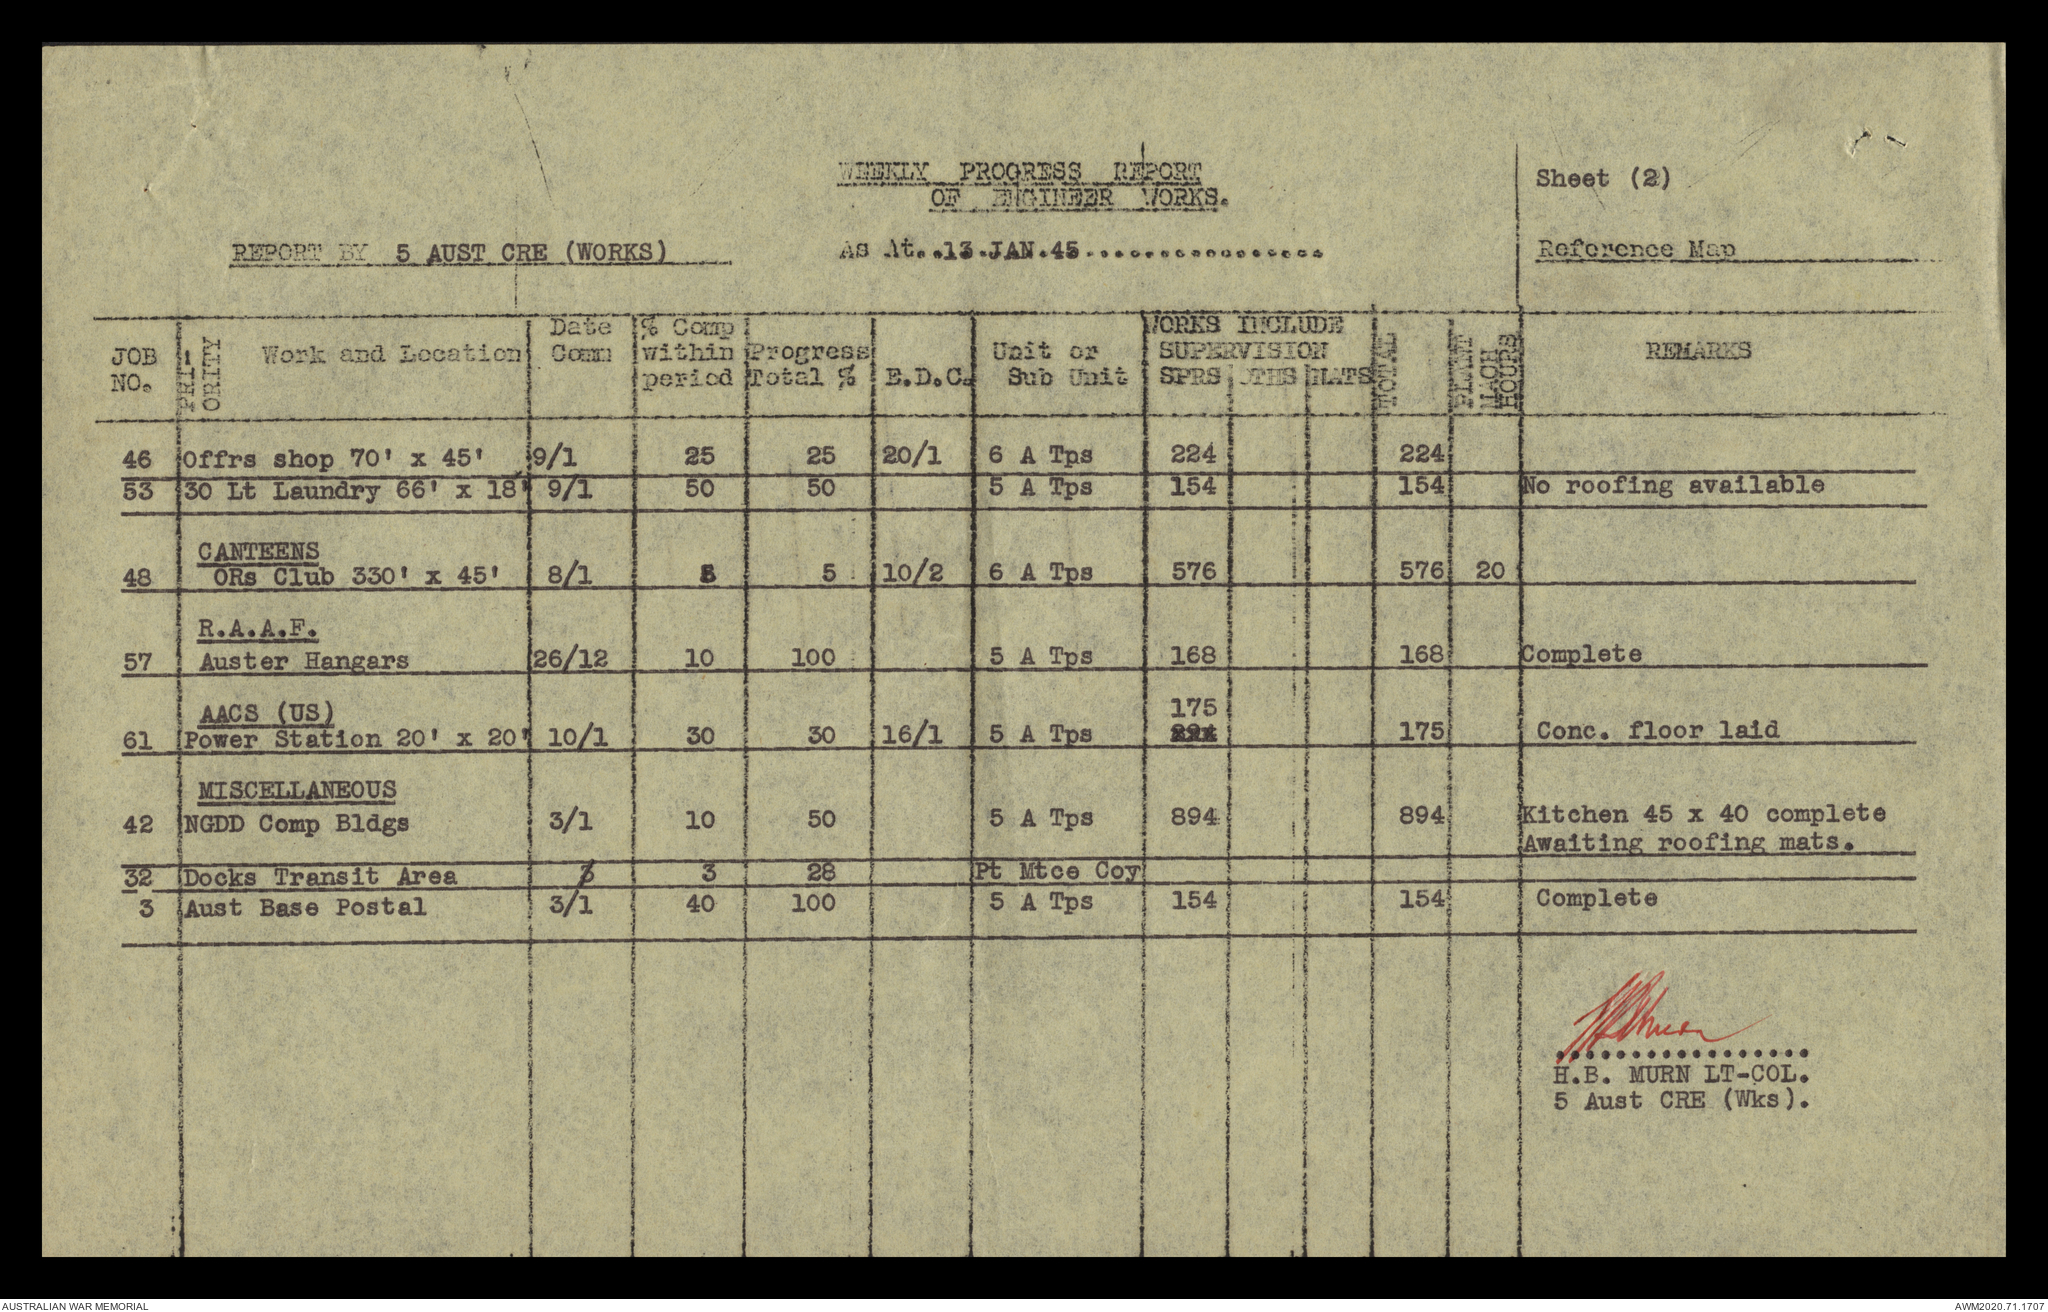 WEEKLY PROGRESS REPORT
OF ENGINEER WORKS.
Sheet (2)
REPORT BY 5 AUST CRE (WORKS)
As At..13.JAN.45................
Reference Map
JOB NO.
PRI-ORITY
Work and Location
Date Comm
% Comp within period
Progress Total %
E.D.C.
Unit or Sub Unit
WORKS INCLUDE
SUPERVISION
SPRS OTHS NATS
TOTAL
PLANT MACH HOURS
REMARKS
46 Offrs shop 70' x 45' 9/1 25 25 20/1 6 A Tps 224 224
53 30 Lt Laundry 66' x 18' 9/1 50 50 5 A Tps 154 154 No roofing available
CANTEENS
48 ORs Club 330' x 45' 8/1 5 5 10/2 6 A Tps 576 576 20
R.A.A.F.
57 Auster Hangars 26/12 10 100 5 A Tps 168 168 Complete
AACS (US) 175
61 Power Station 20' x 20' 10/1 30 30 16/1 5 A Tps 175 Conc. floor laid
MISCELLANEOUS
42 NGDD Comp Bldgs 3/1 10 50 5 A Tps 894 894 Kitchen 45 x 40 complete
Awaiting roofing mats.
32 Docks Transit Area 3 28 Pt Mtce Coy
3 Aust Base Postal 3/1 40 100 5 A Tps 154 154 Complete
.................
H.B. MURN LT-COL.
5 Aust CRE (Wks).
AUSTRALIAN WAR MEMORIAL
AWM2020.71.1707